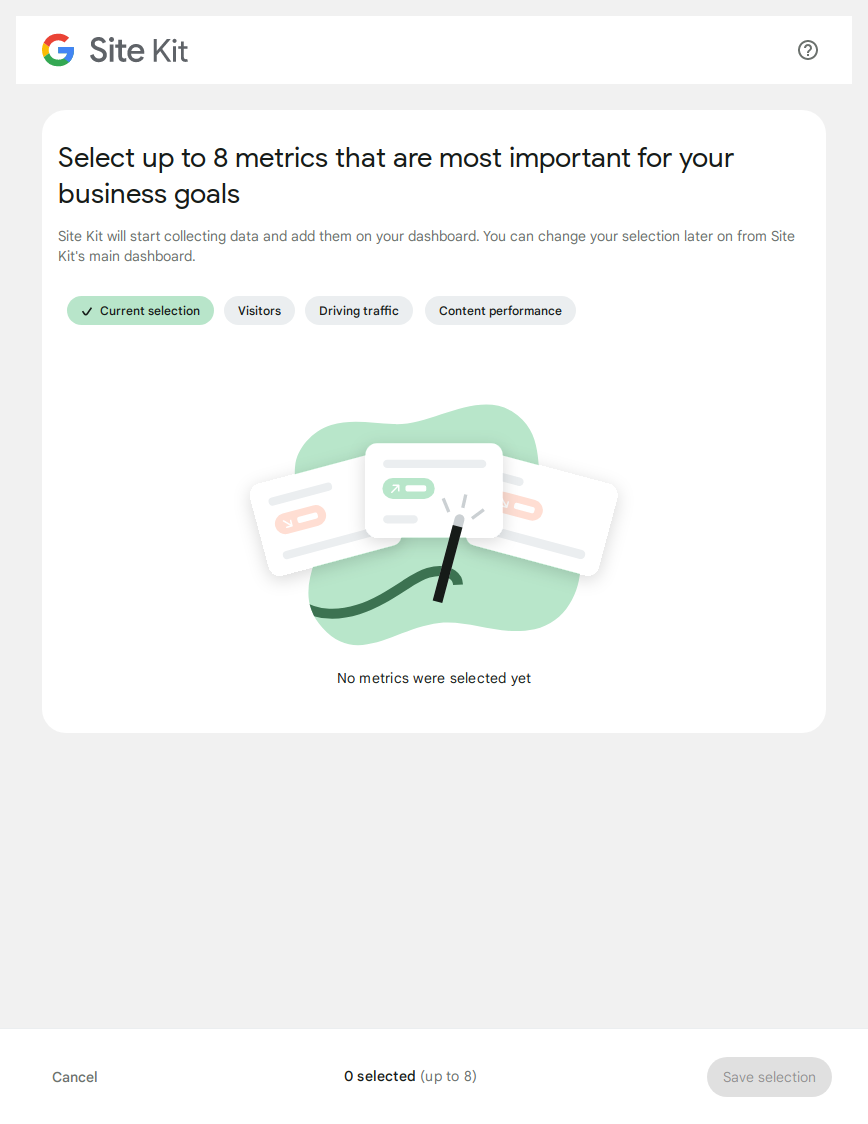 Site Kit
Select up to 8 metrics that are most important for your
business goals
Site Kit will start collecting data and add them on your dashboard. You can change your selection later on from Site
Kit's main dashboard.
Current selection Visitors Driving traffic Content performance
No metrics were selected yet
Cancel 0 selected (up to 8) Save selection